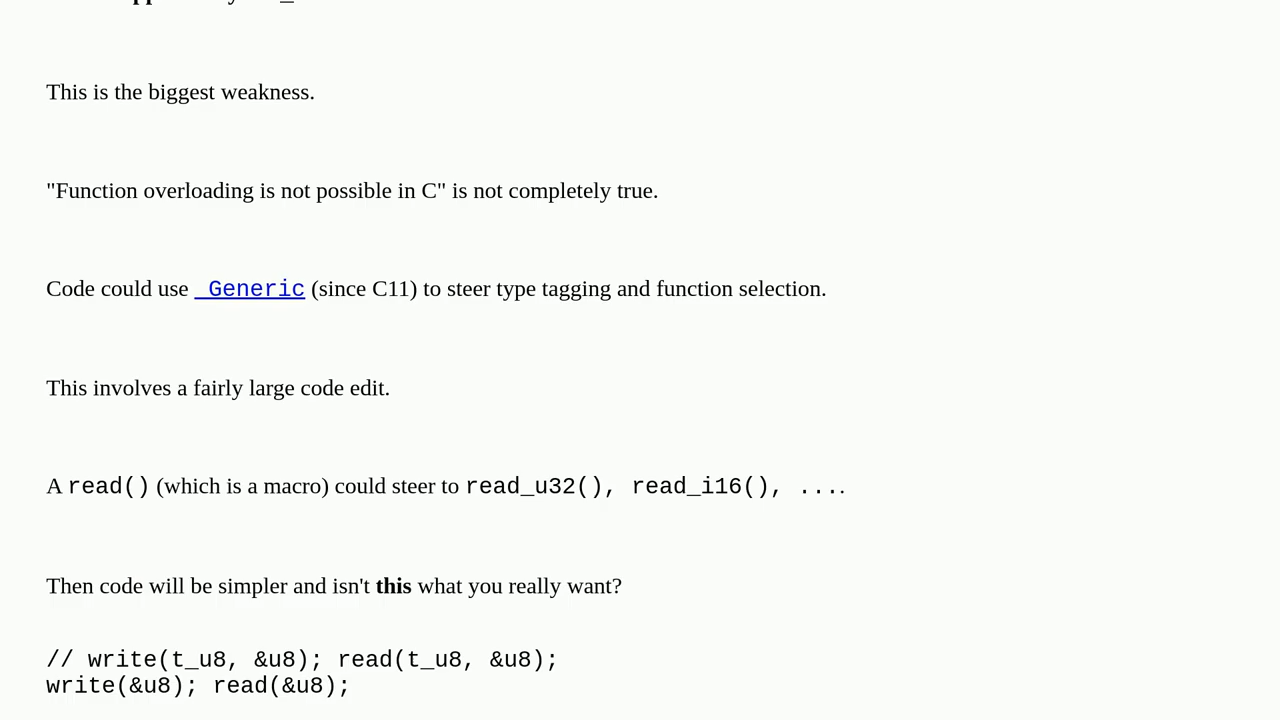 This is the biggest weakness.
"Function overloading is not possible in C" is not completely true.
Code could use _Generic (since C11) to steer type tagging and function selection.
This involves a fairly large code edit.
A read() (which is a macro) could steer to read_u32(), read_i16(), ....
Then code will be simpler and isn't this what you really want?
// write(t_u8, &u8); read(t_u8, &u8);
write(&u8); read(&u8);